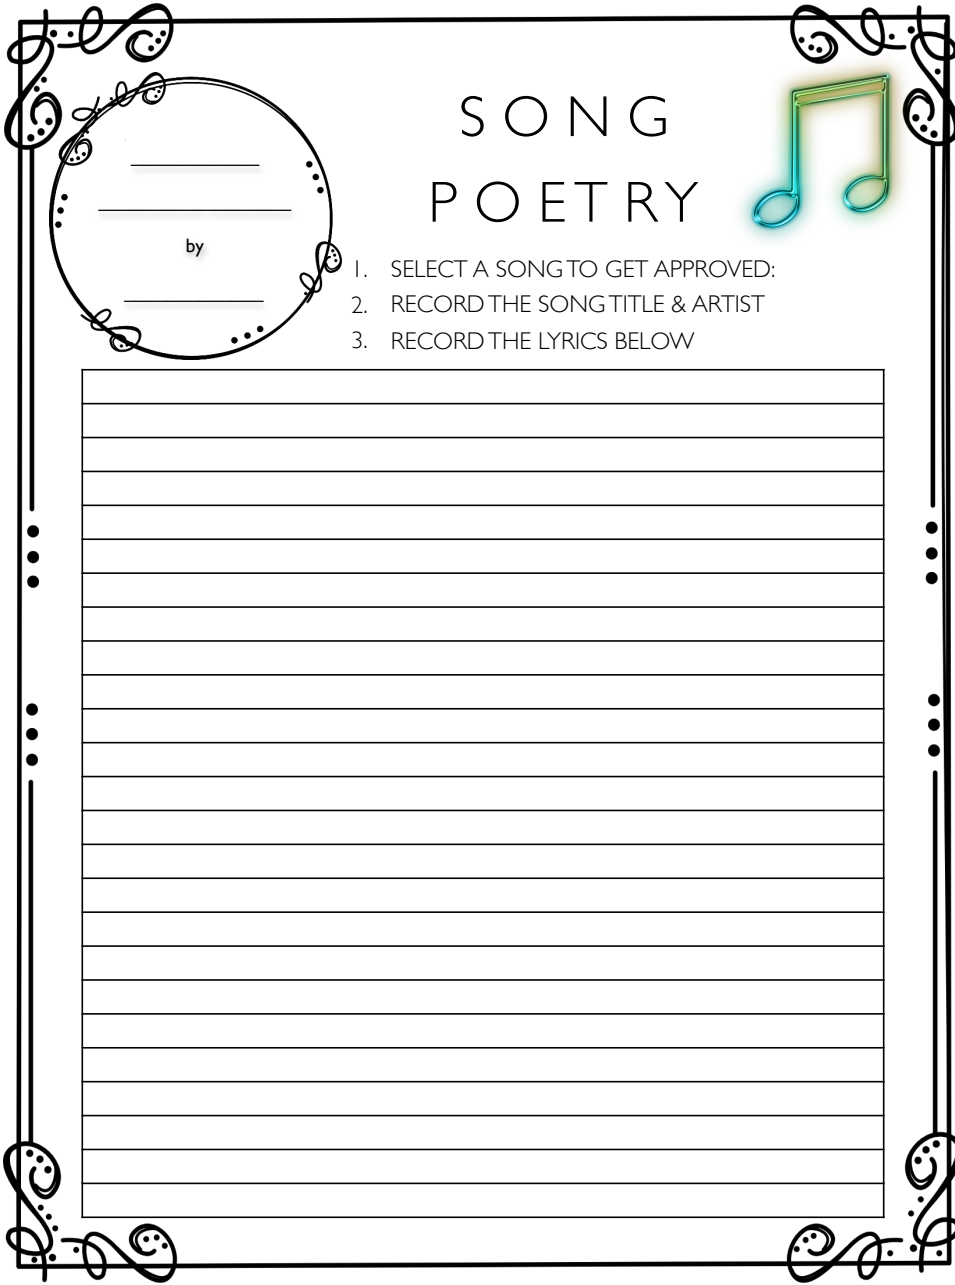 SONG
POETRY
by
1. SELECT A SONG TO GET APPROVED:
2. RECORD THE SONG TITLE & ARTIST
3. RECORD THE LYRICS BELOW